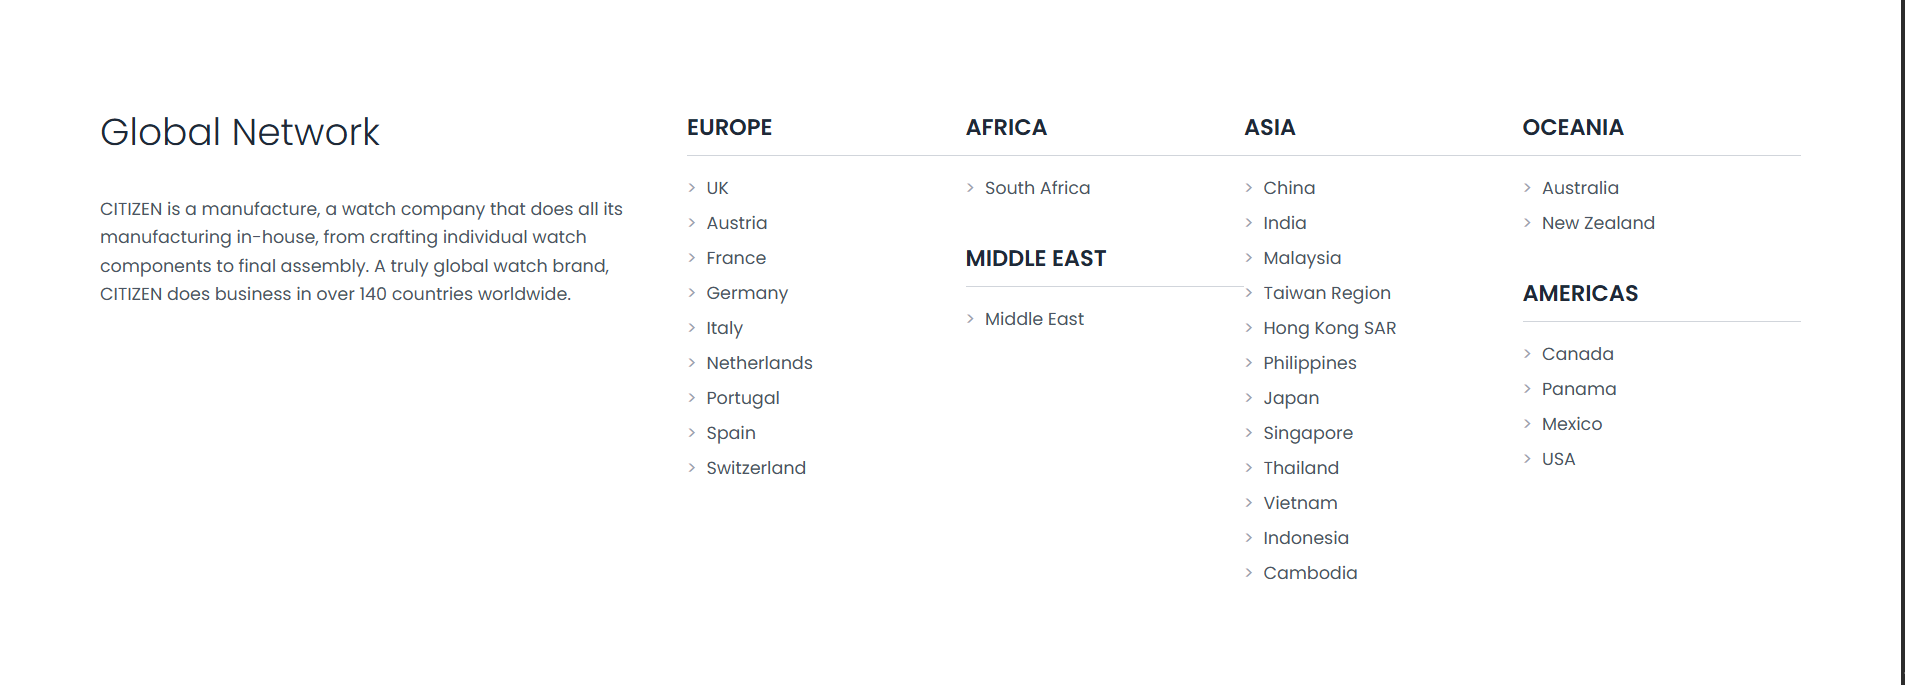 Global Network
CITIZEN is a manufacture, a watch company that does all its
manufacturing in-house, from crafting individual watch
components to final assembly. A truly global watch brand,
CITIZEN does business in over 140 countries worldwide.
EUROPE
UK
Austria
France
Germany
Italy
Netherlands
Portugal
Spain
Switzerland
AFRICA
South Africa
MIDDLE EAST
Middle East
ASIA
China
India
Malaysia
Taiwan Region
Hong Kong SAR
Philippines
Japan
Singapore
Thailand
Vietnam
Indonesia
Cambodia
OCEANIA
Australia
New Zealand
AMERICAS
Canada
Panama
Mexico
USA